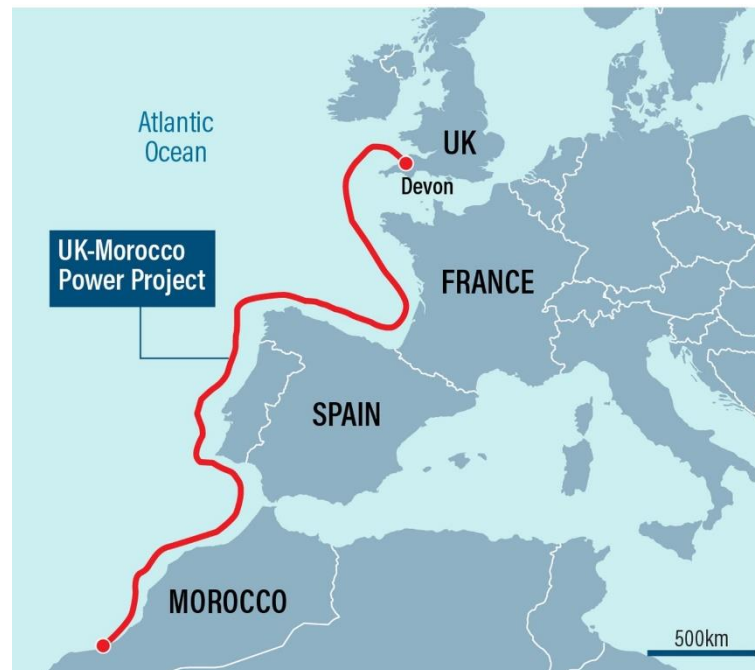 Atlantic
Ocean
UK
Devon
UK-Morocco
Power Project
FRANCE
SPAIN
MOROCCO
500km